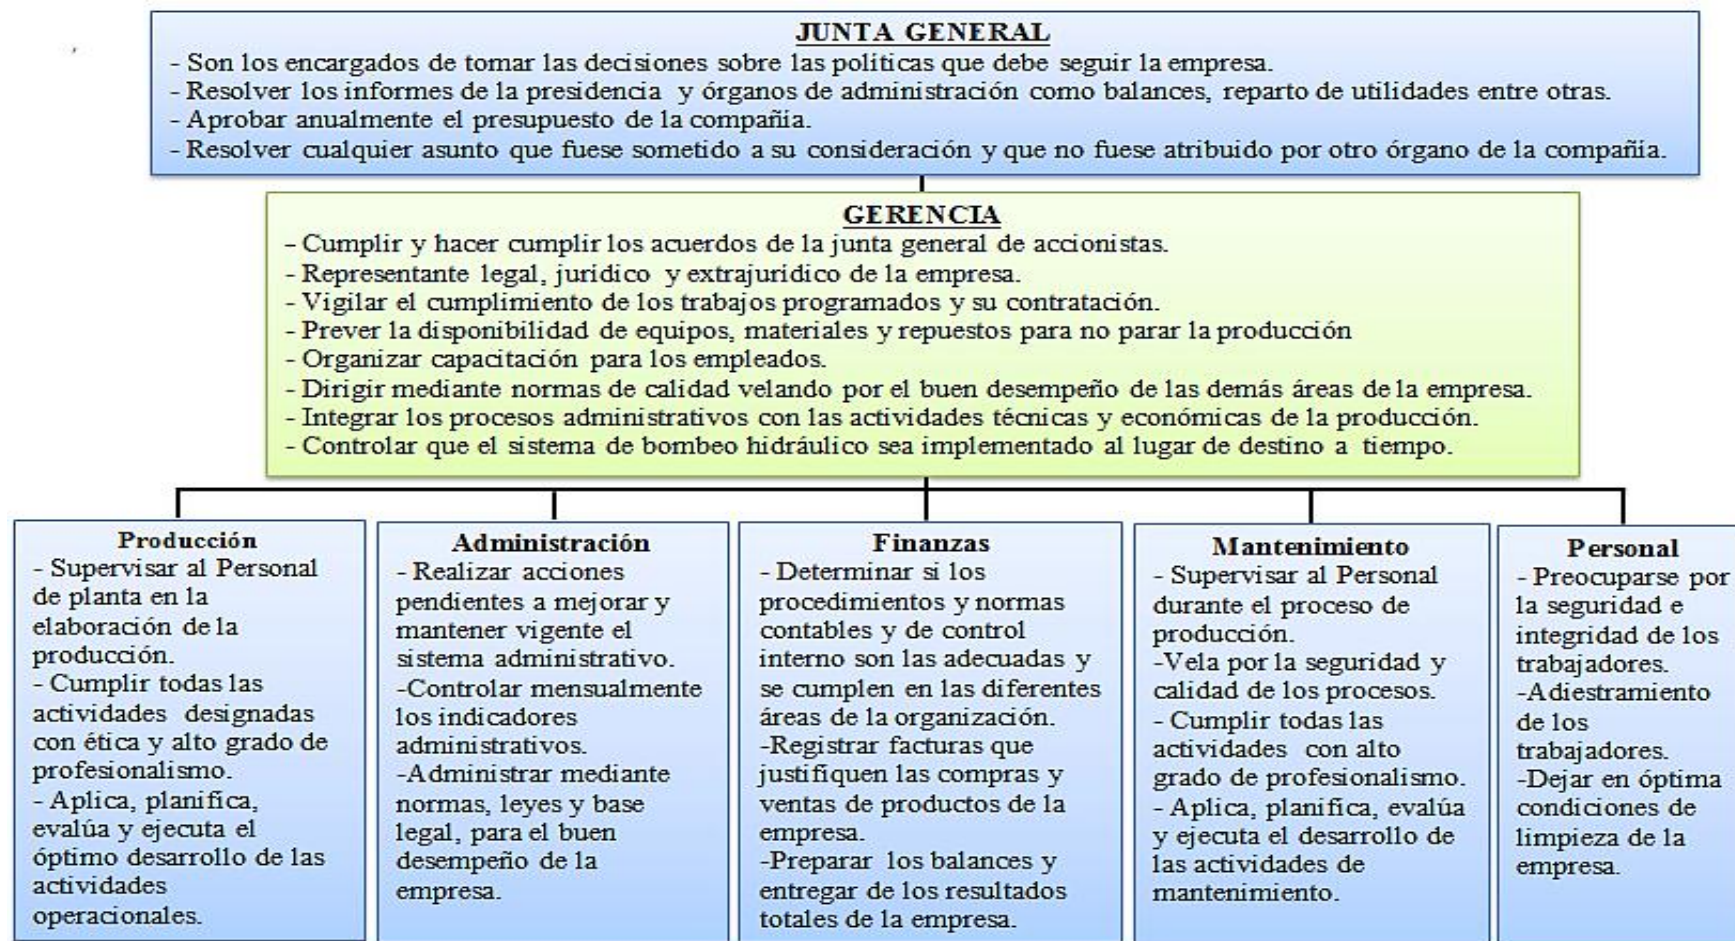 JUNTA GENERAL
- Son los encargados de tomar las decisiones sobre las políticas que debe seguir la empresa.
- Resolver los informes de la presidencia y órganos de administración como balances, reparto de utilidades entre otras.
- Aprobar anualmente el presupuesto de la compañía.
- Resolver cualquier asunto que fuese sometido a su consideración y que no fuese atribuido por otro órgano de la compañía.
GERENCIA
- Cumplir y hacer cumplir los acuerdos de la junta general de accionistas.
- Representante legal, jurídico y extrajurídico de la empresa.
- Vigilar el cumplimiento de los trabajos programados y su contratación.
- Prever la disponibilidad de equipos, materiales y repuestos para no parar la producción
- Organizar capacitación para los empleados.
- Dirigir mediante normas de calidad velando por el buen desempeño de las demás áreas de la empresa.
- Integrar los procesos administrativos con las actividades técnicas y económicas de la producción.
- Controlar que el sistema de bombeo hidráulico sea implementado al lugar de destino a tiempo.
Producción
- Supervisar al Personal
de planta en la
elaboración de la
producción.
- Cumplir todas las
actividades designadas
con ética y alto grado de
profesionalismo.
- Aplica, planifica,
evalúa y ejecuta el
óptimo desarrollo de las
actividades
operacionales.
Administración
- Realizar acciones
pendientes a mejorar y
mantener vigente el
sistema administrativo.
-Controlar mensualmente
los indicadores
administrativos.
-Administrar mediante
normas, leyes y base
legal, para el buen
desempeño de la
empresa.
Finanzas
- Determinar si los
procedimientos y normas
contables y de control
interno son las adecuadas y
se cumplen en las diferentes
áreas de la organización.
-Registrar facturas que
justifiquen las compras y
ventas de productos de la
empresa.
-Preparar los balances y
entregar de los resultados
totales de la empresa.
Mantenimiento
- Supervisar al Personal
durante el proceso de
producción.
-Vela por la seguridad y
calidad de los procesos.
- Cumplir todas las
actividades con alto
grado de profesionalismo.
- Aplica, planifica, evalúa
y ejecuta el desarrollo de
las actividades de
mantenimiento.
Personal
- Preocuparse por
la seguridad e
integridad de los
trabajadores.
-Adiestramiento
de los
trabajadores.
-Dejar en óptima
condiciones de
limpieza de la
empresa.